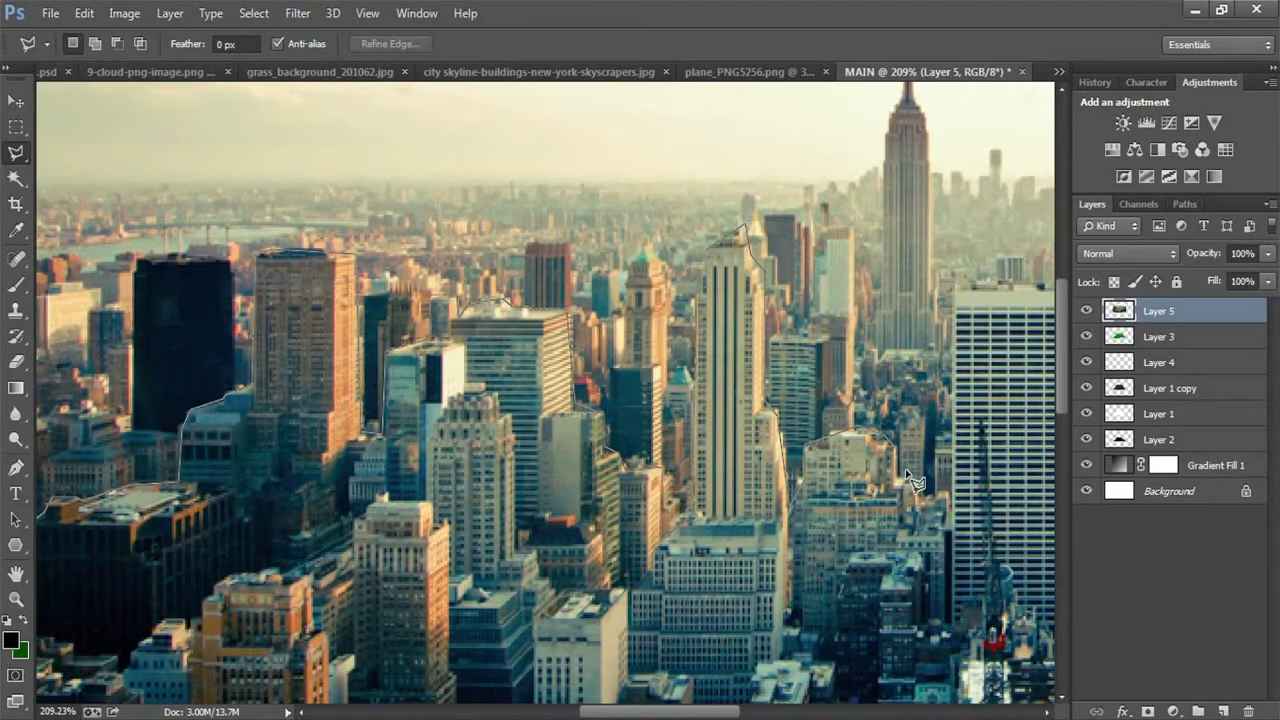 Ps File Edit Image Layer Type Select Filter 3D View Window Help
Feather: 0 px Anti-alias Refine Edge... Essentials
.psd × 9-cloud-png-image.png ... × grass_background_201062.jpg × city skyline-buildings-new-york-skyscrapers.jpg × plane_PNG5256.png @ 3... × MAIN @ 209% (Layer 5, RGB/8*) * ×
History Character Adjustments
Add an adjustment
Layers Channels Paths
Kind
Normal Opacity: 100%
Lock: Fill: 100%
Layer 5
Layer 3
Layer 4
Layer 1 copy
Layer 1
Layer 2
Gradient Fill 1
Background
209.23% Doc: 3.00M/13.7M